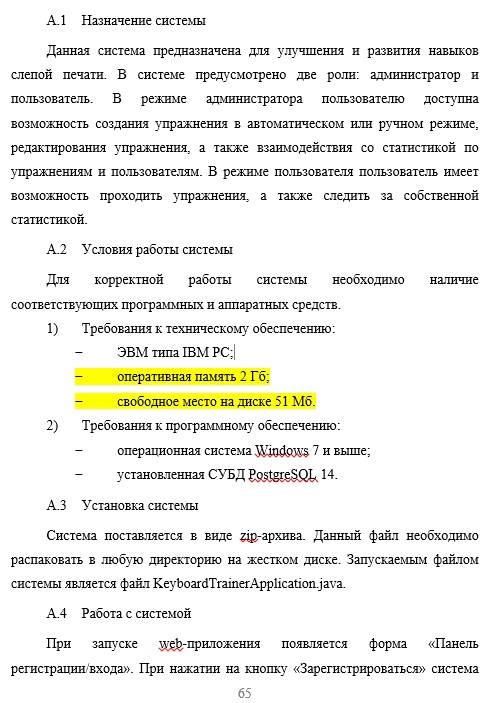 А.1 Назначение системы
Данная система предназначена для улучшения и развития навыков
слепой печати. В системе предусмотрено две роли: администратор и
пользователь. В режиме администратора пользователю доступна
возможность создания упражнения в автоматическом или ручном режиме,
редактирования упражнения, а также взаимодействия со статистикой по
упражнениям и пользователям. В режиме пользователя пользователь имеет
возможность проходить упражнения, а также следить за собственной
статистикой.
А.2 Условия работы системы
Для корректной работы системы необходимо наличие
соответствующих программных и аппаратных средств.
1) Требования к техническому обеспечению:
– ЭВМ типа IBM PC;
– оперативная память 2 Гб;
– свободное место на диске 51 Мб.
2) Требования к программному обеспечению:
– операционная система Windows 7 и выше;
– установленная СУБД PostgreSQL 14.
А.3 Установка системы
Система поставляется в виде zip-архива. Данный файл необходимо
распаковать в любую директорию на жестком диске. Запускаемым файлом
системы является файл KeyboardTrainerApplication.java.
А.4 Работа с системой
При запуске web-приложения появляется форма «Панель
регистрации/входа». При нажатии на кнопку «Зарегистрироваться» система
65